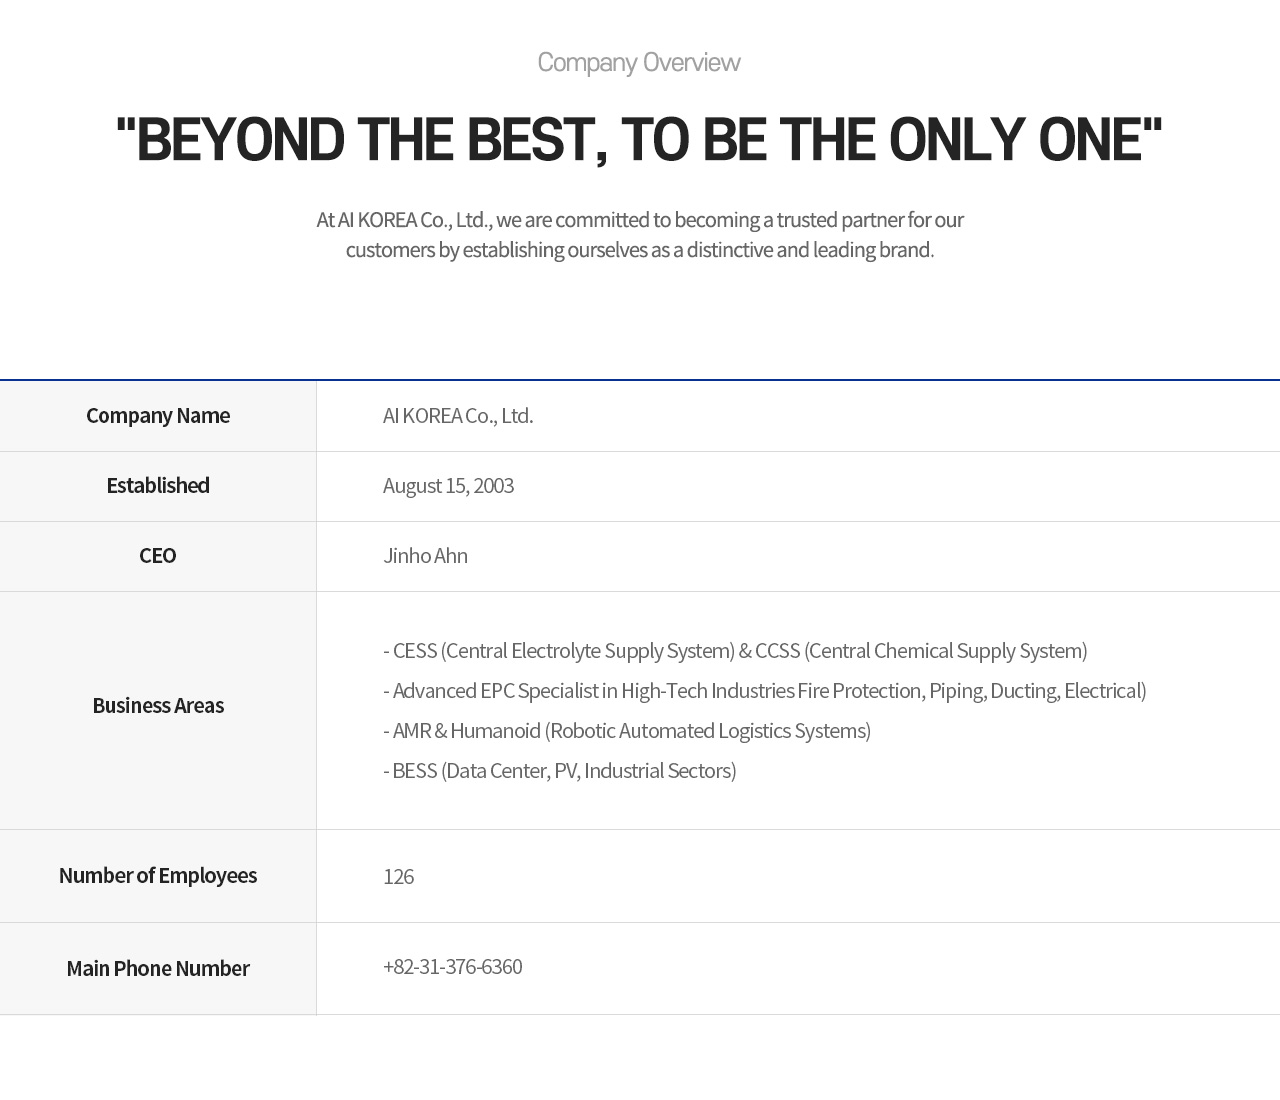 Company Overview
"BEYOND THE BEST, TO BE THE ONLY ONE"
At AI KOREA Co., Ltd., we are committed to becoming a trusted partner for our
customers by establishing ourselves as a distinctive and leading brand.
Company Name
AI KOREA Co., Ltd.
Established
August 15, 2003
CEO
Jinho Ahn
Business Areas
- CESS (Central Electrolyte Supply System) & CCSS (Central Chemical Supply System)
- Advanced EPC Specialist in High-Tech Industries Fire Protection, Piping, Ducting, Electrical)
- AMR & Humanoid (Robotic Automated Logistics Systems)
- BESS (Data Center, PV, Industrial Sectors)
Number of Employees
126
Main Phone Number
+82-31-376-6360